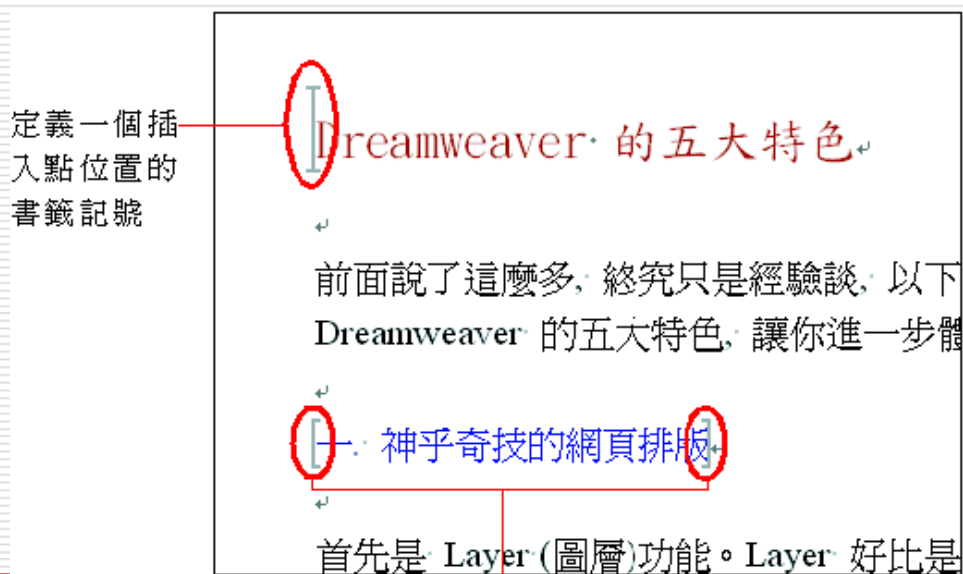 定義一個插
入點位置的
書籤記號
Dreamweaver 的五大特色
前面說了這麼多, 終究只是經驗談, 以下
Dreamweaver 的五大特色, 讓你進一步體
一. 神乎奇技的網頁排版
首先是 Layer (圖層)功能。Layer 好比是